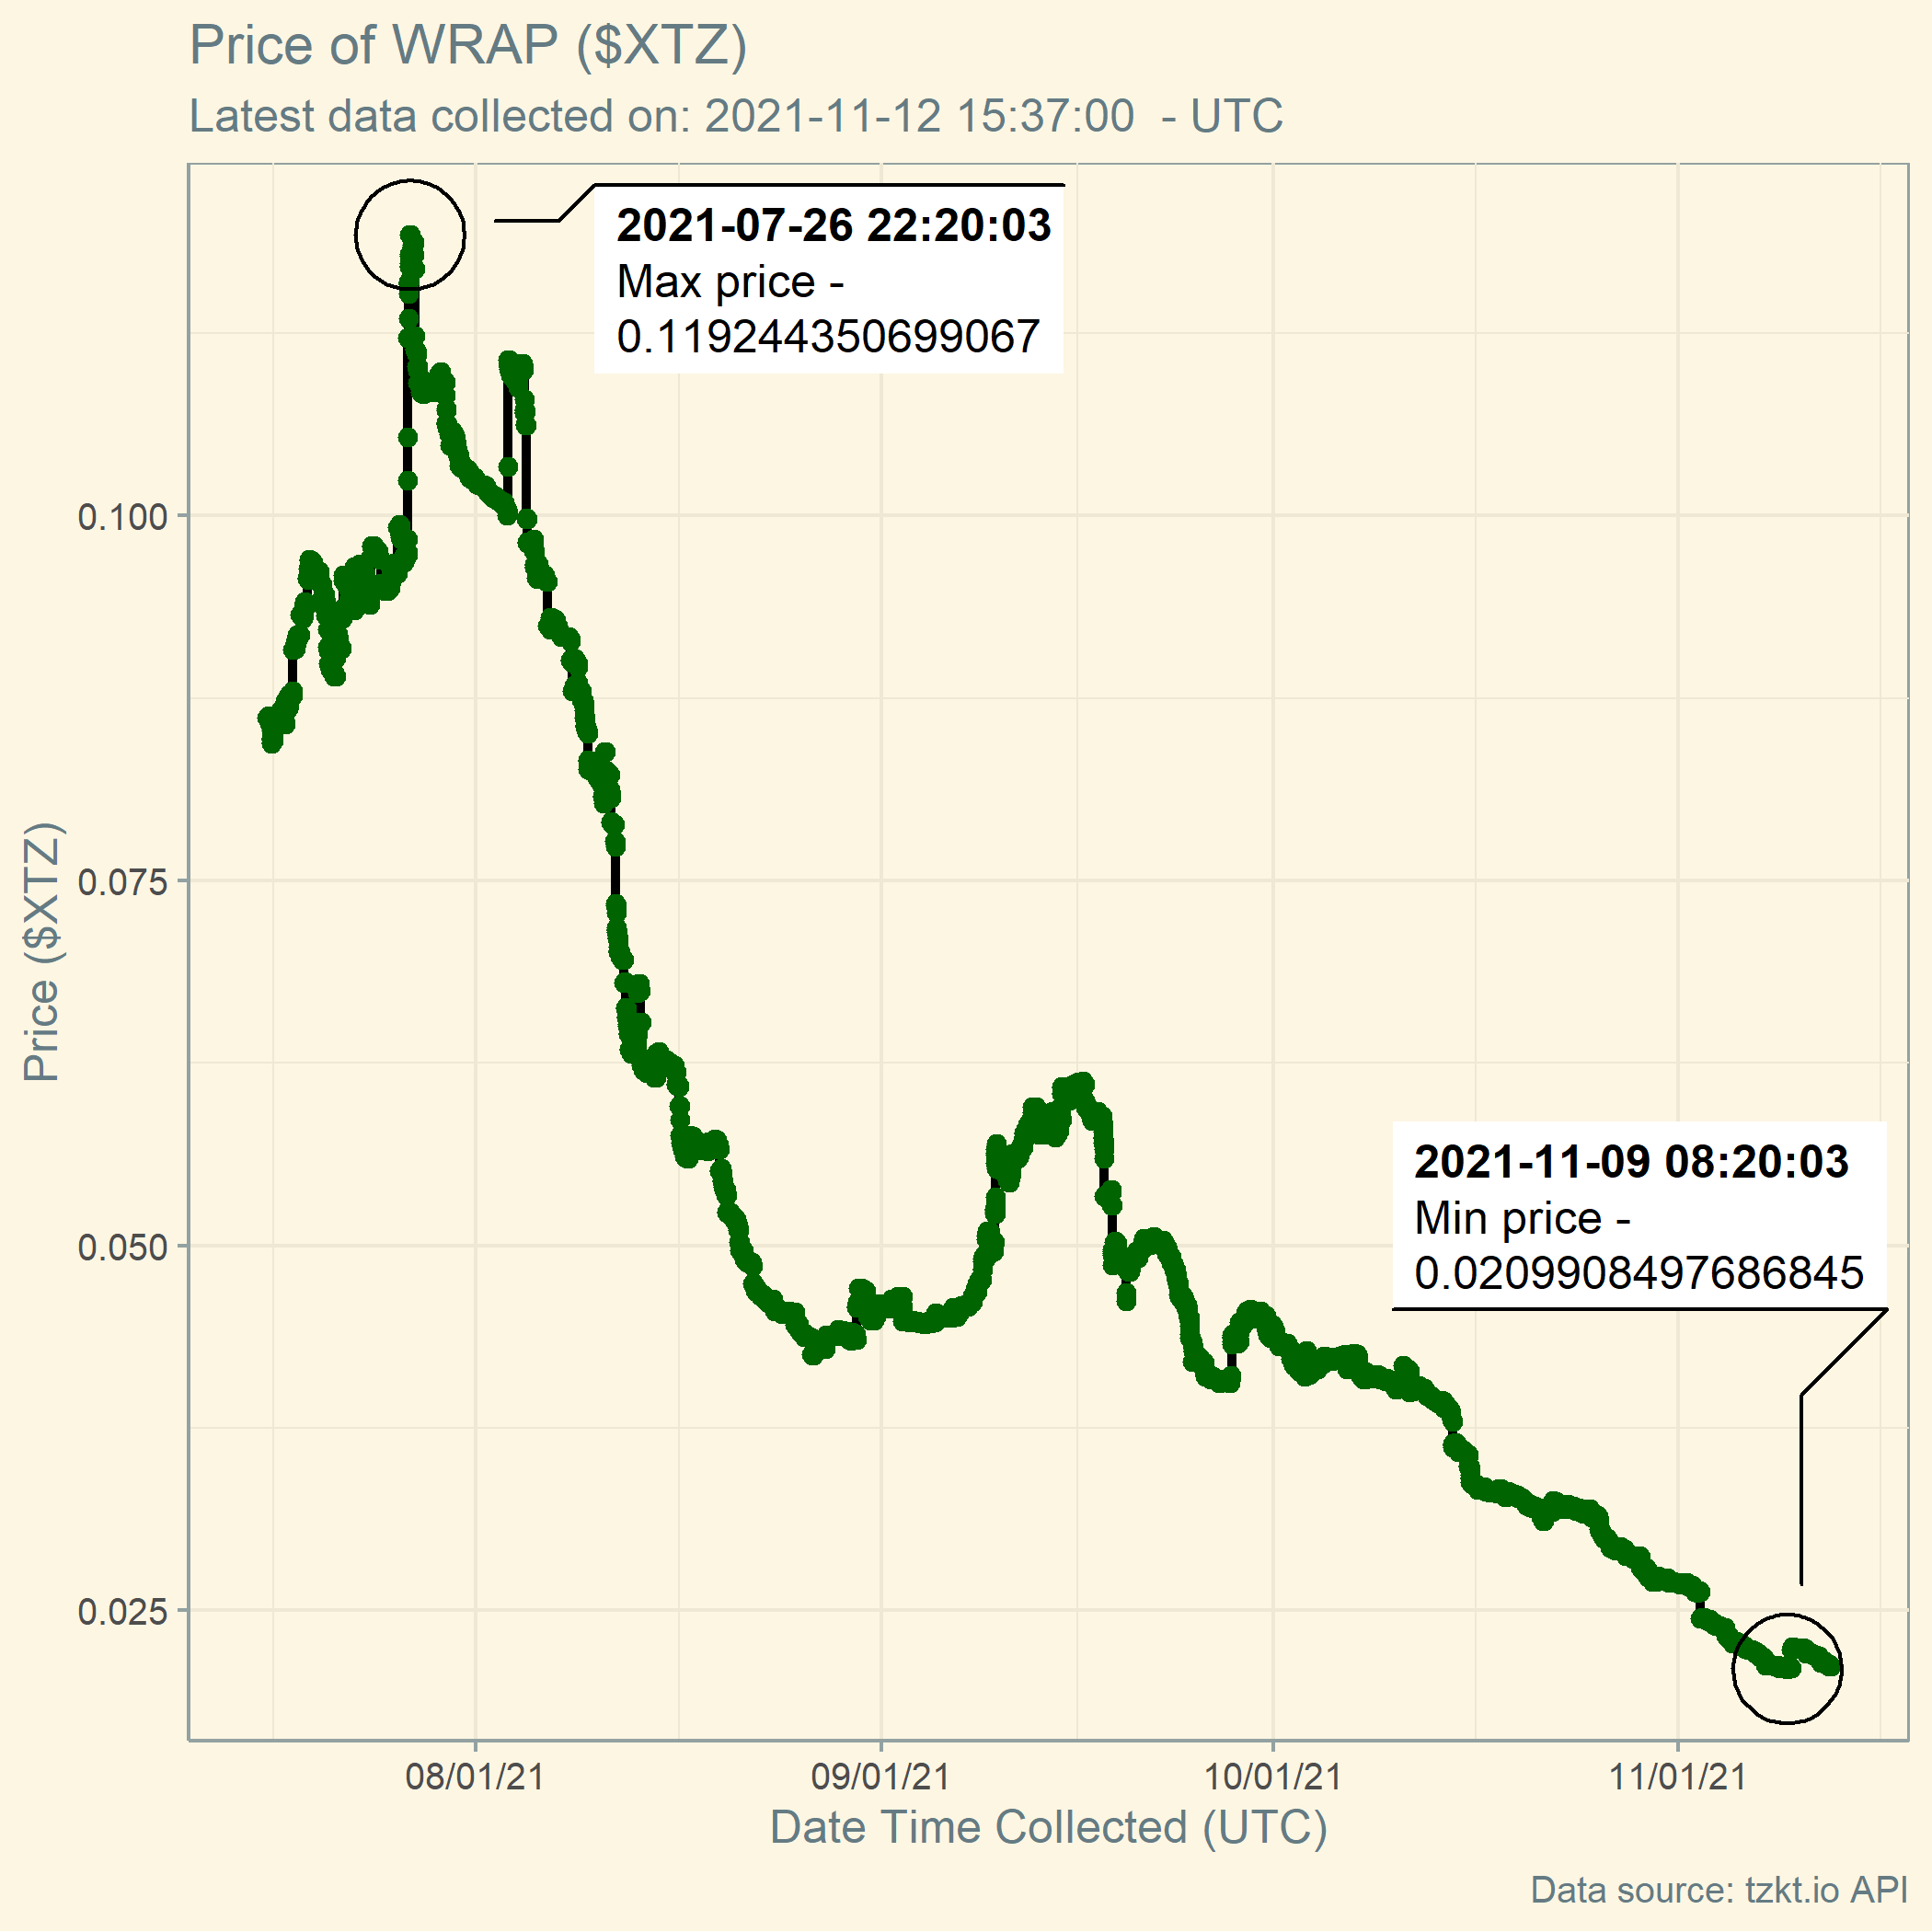 Price of WRAP ($XTZ)
Latest data collected on: 2021-11-12 15:37:00  - UTC
2021-07-26 22:20:03
Max price -
0.119244350699067
0.100
0.075
0.050
0.025
Price ($XTZ)
2021-11-09 08:20:03
Min price -
0.0209908497686845
08/01/21
09/01/21
10/01/21
11/01/21
Date Time Collected (UTC)
Data source: tzkt.io API